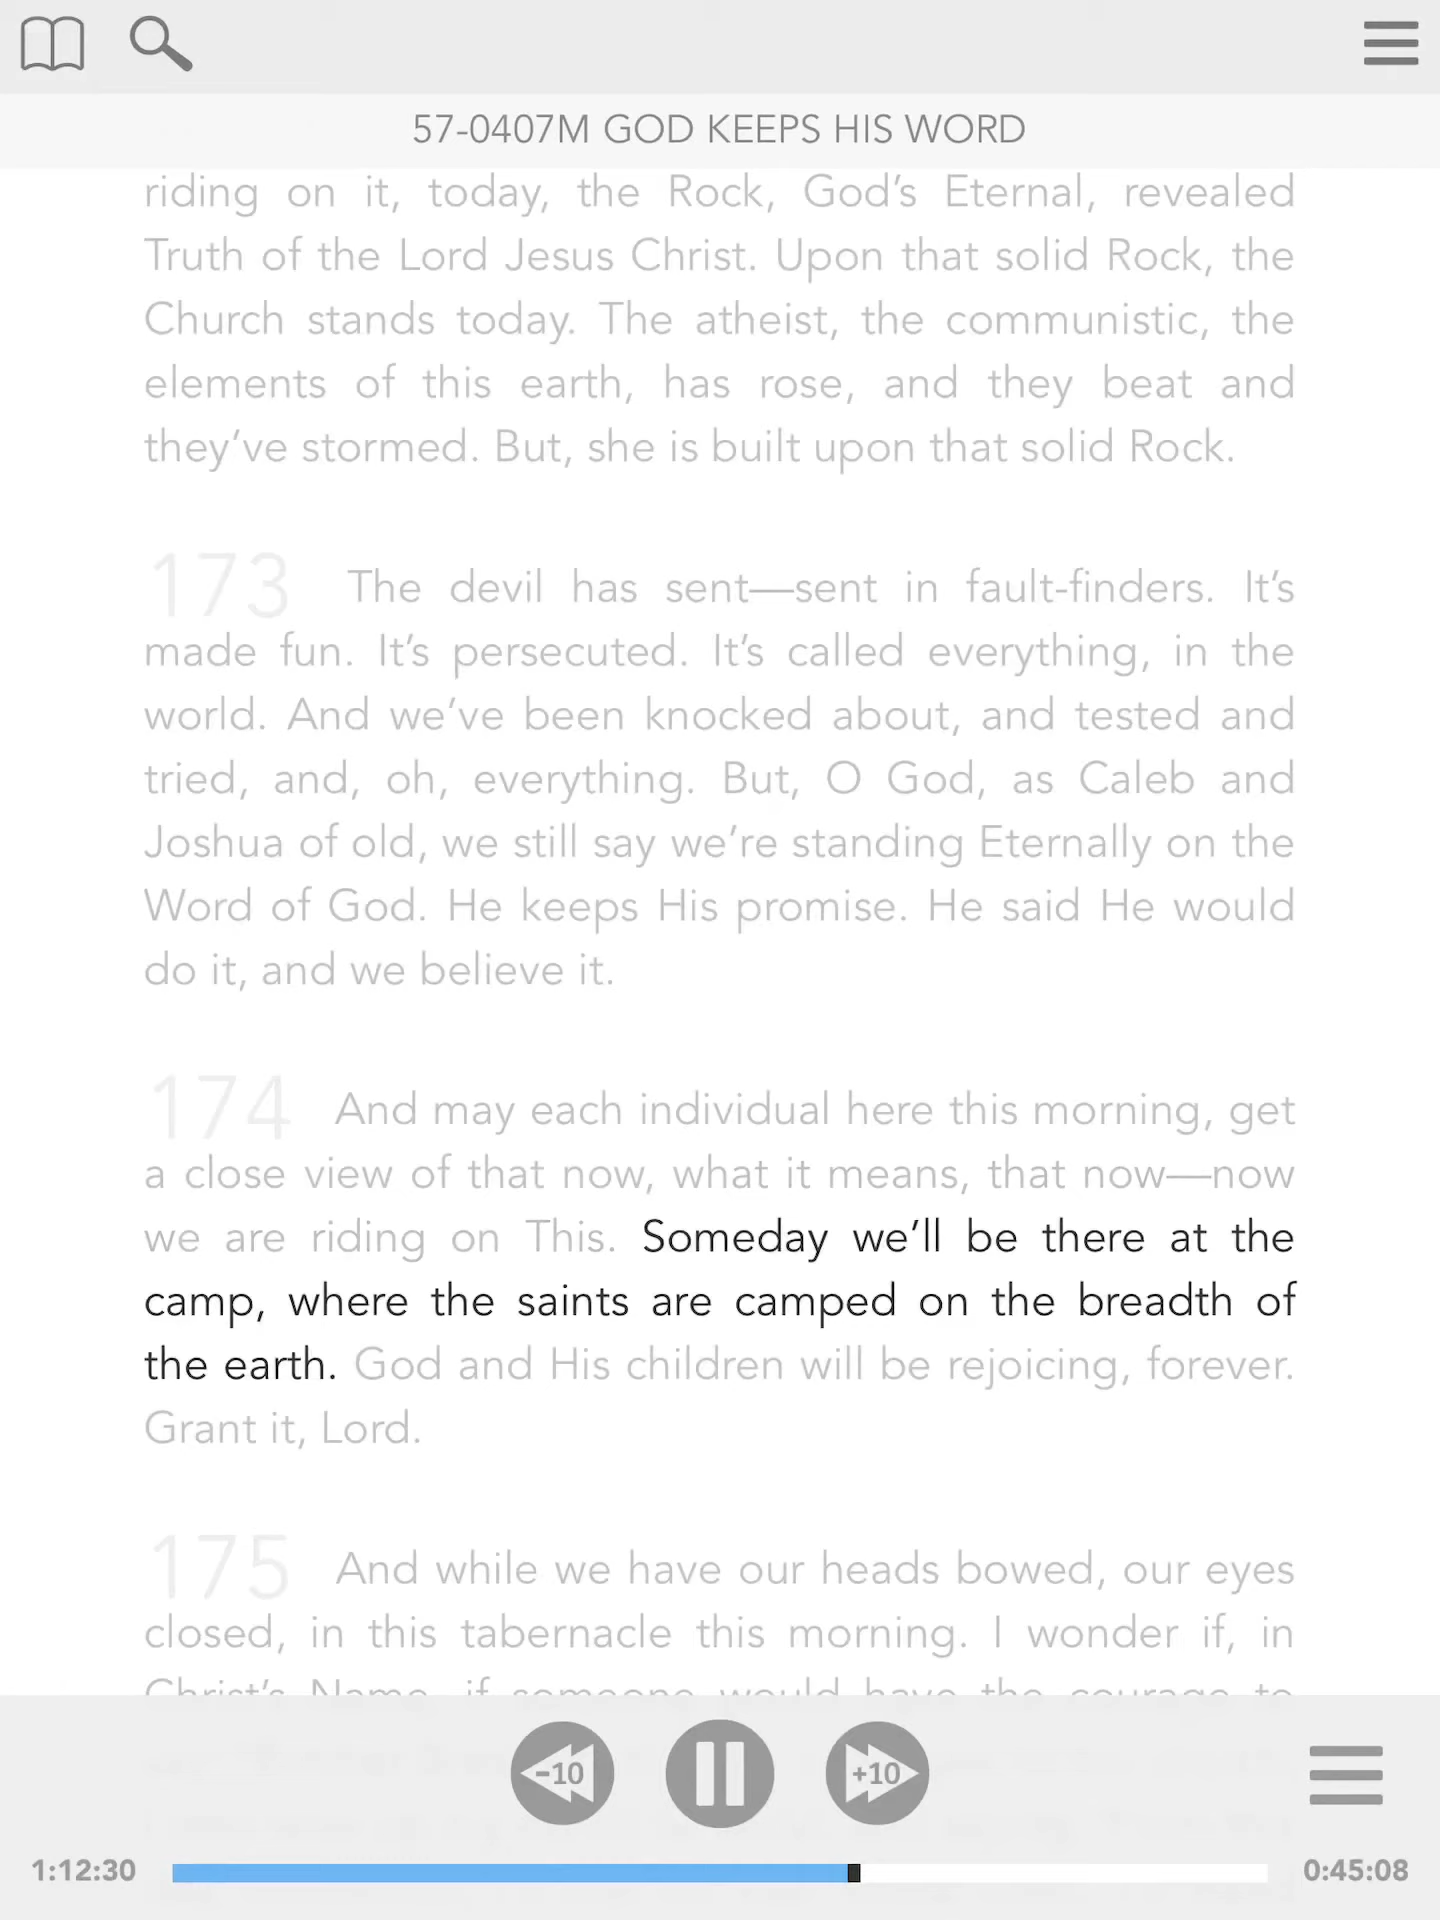 57-0407M GOD KEEPS HIS WORD
riding on it, today, the Rock, God’s Eternal, revealed
Truth of the Lord Jesus Christ. Upon that solid Rock, the
Church stands today. The atheist, the communistic, the
elements of this earth, has rose, and they beat and
they’ve stormed. But, she is built upon that solid Rock.
173 The devil has sent—sent in fault-finders. It’s
made fun. It’s persecuted. It’s called everything, in the
world. And we’ve been knocked about, and tested and
tried, and, oh, everything. But, O God, as Caleb and
Joshua of old, we still say we’re standing Eternally on the
Word of God. He keeps His promise. He said He would
do it, and we believe it.
174 And may each individual here this morning, get
a close view of that now, what it means, that now—now
we are riding on This. Someday we’ll be there at the
camp, where the saints are camped on the breadth of
the earth. God and His children will be rejoicing, forever.
Grant it, Lord.
175 And while we have our heads bowed, our eyes
closed, in this tabernacle this morning. I wonder if, in
Christ’s Name, if someone would have the courage to
-10 +10
1:12:30 0:45:08